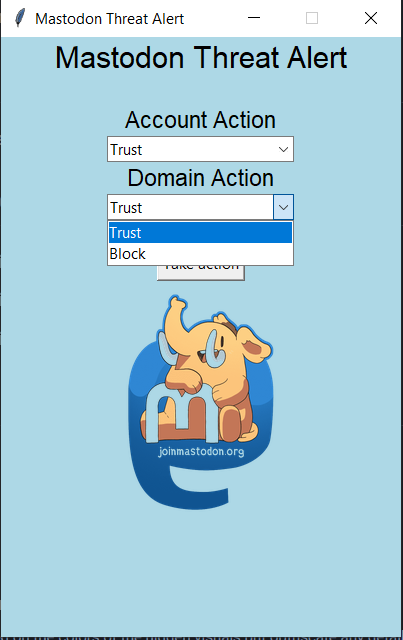 Mastodon Threat Alert
Mastodon Threat Alert
Account Action
Trust
Domain Action
Trust
Trust
Block
Take action
joinmastodon.org